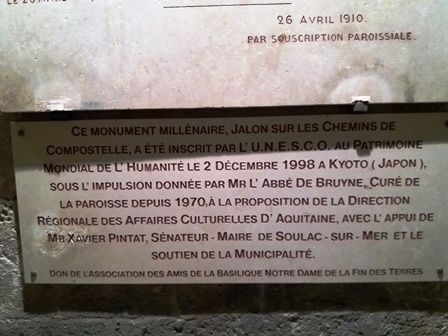 26 AVRIL 1910.
PAR SOUSCRIPTION PAROISSIALE.
CE MONUMENT MILLÉNAIRE, JALON SUR LES CHEMINS DE
COMPOSTELLE, A ÉTÉ INSCRIT PAR L' U.N.E.S.C.O. AU PATRIMOINE
MONDIAL DE L' HUMANITÉ LE 2 DÉCEMBRE 1998 A KYOTO ( JAPON ),
SOUS L' IMPULSION DONNÉE PAR MR L' ABBÉ DE BRUYNE, CURÉ DE
LA PAROISSE DEPUIS 1970,À LA PROPOSITION DE LA DIRECTION
RÉGIONALE DES AFFAIRES CULTURELLES D' AQUITAINE, AVEC L' APPUI DE
MR XAVIER PINTAT, SÉNATEUR - MAIRE DE SOULAC - SUR - MER ET LE
SOUTIEN DE LA MUNICIPALITÉ.
DON DE L'ASSOCIATION DES AMIS DE LA BASILIQUE NOTRE DAME DE LA FIN DES TERRES